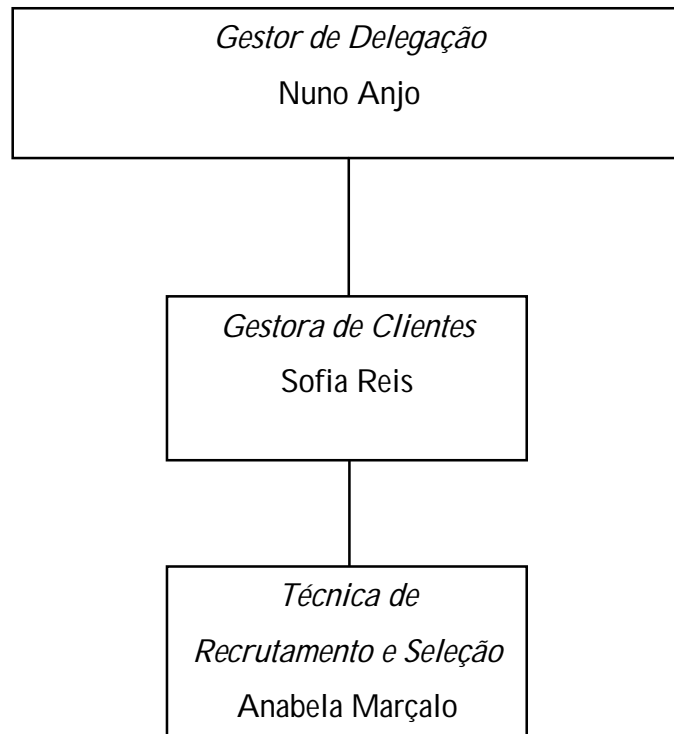 Gestor de Delegação
Nuno Anjo
Gestora de Clientes
Sofia Reis
Técnica de
Recrutamento e Seleção
Anabela Marçalo